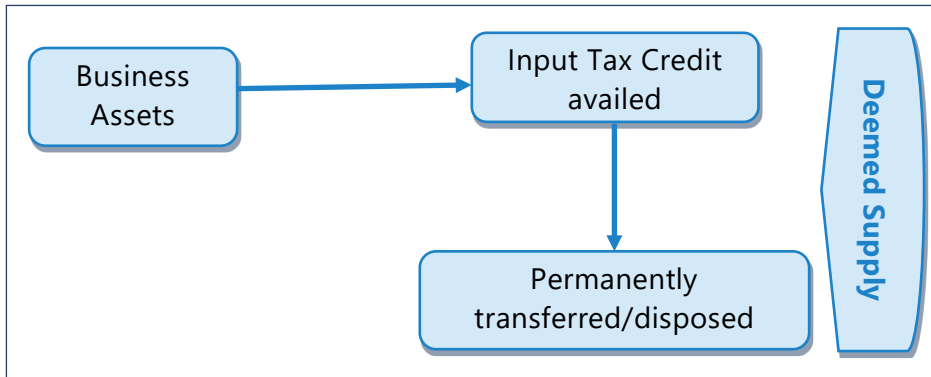 Business
Assets
Input Tax Credit
availed
Permanently
transferred/disposed
Deemed Supply